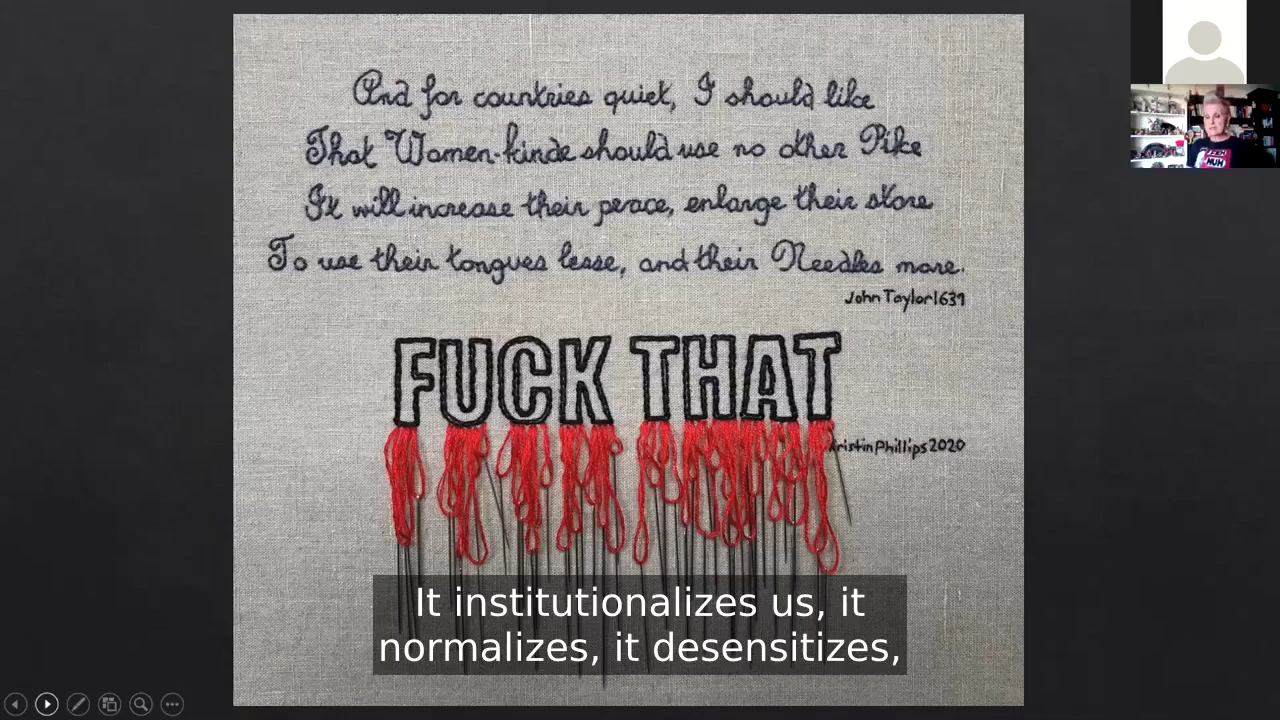 And for countries quiet, I should like
That Women-kinde should use no other Pike
It will increase their peace, enlarge their store
To use their tongues lesse, and their Needles more.
John Taylor 1639
FUCK THAT
Kristin Phillips 2020
It institutionalizes us, it
normalizes, it desensitizes,